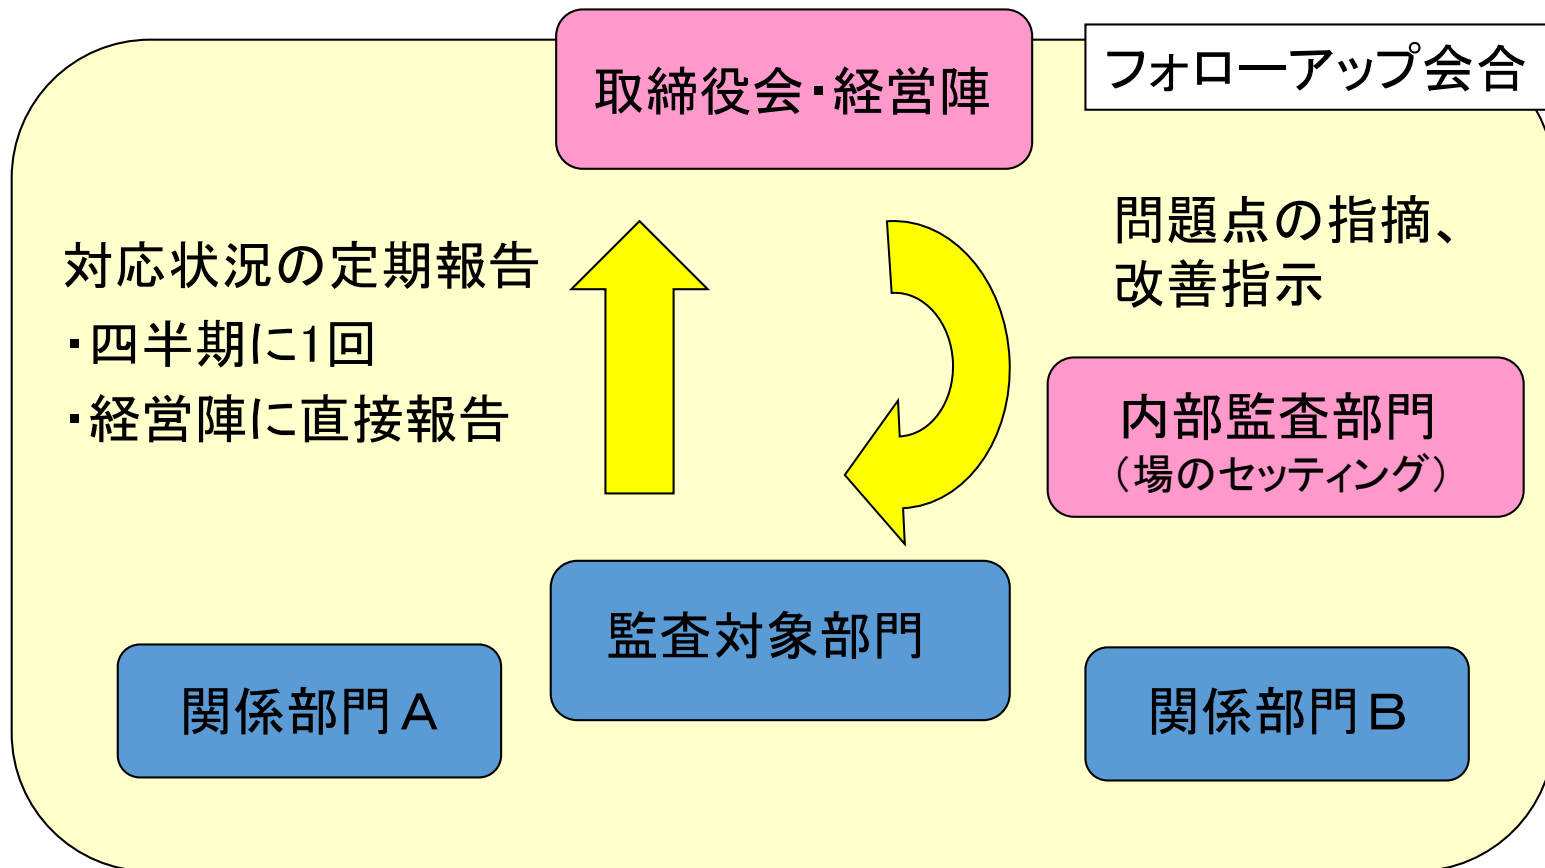 取締役会・経営陣
フォローアップ会合
対応状況の定期報告
・四半期に1回
・経営陣に直接報告
問題点の指摘、
改善指示
内部監査部門
（場のセッティング）
監査対象部門
関係部門Ａ
関係部門Ｂ